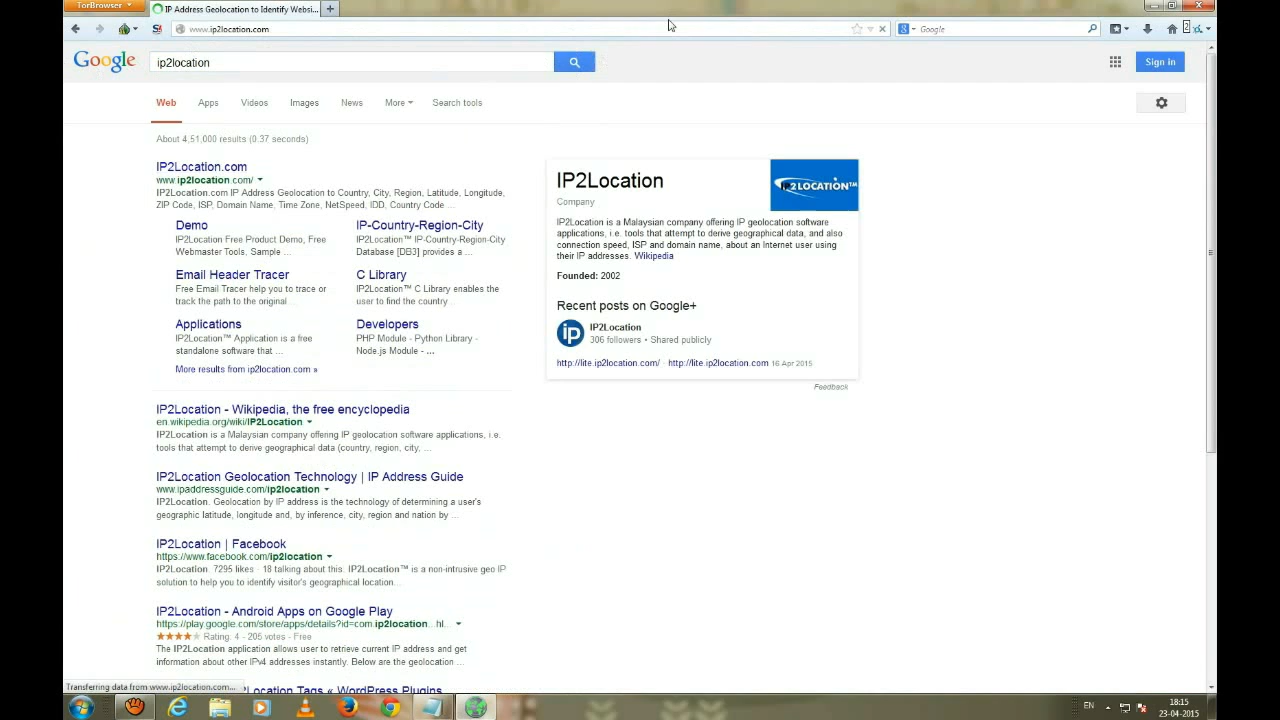 TorBrowser
IP Address Geolocation to Identify Websi...
www.ip2location.com
Google
2
Google
ip2location
Sign in
Web Apps Videos Images News More Search tools
About 4,51,000 results (0.37 seconds)
IP2Location.com
www.ip2location.com/
IP2Location.com IP Address Geolocation to Country, City, Region, Latitude, Longitude,
ZIP Code, ISP, Domain Name, Time Zone, NetSpeed, IDD, Country Code ...
Demo
IP2Location Free Product Demo, Free
Webmaster Tools, Sample ...
IP-Country-Region-City
IP2Location™ IP-Country-Region-City
Database [DB3] provides a ...
Email Header Tracer
Free Email Tracer help you to trace or
track the path to the original ...
C Library
IP2Location™ C Library enables the
user to find the country ...
Applications
IP2Location™ Application is a free
standalone software that ...
Developers
PHP Module - Python Library -
Node.js Module - ...
More results from ip2location.com »
IP2Location - Wikipedia, the free encyclopedia
en.wikipedia.org/wiki/IP2Location
IP2Location is a Malaysian company offering IP geolocation software applications, i.e.
tools that attempt to derive geographical data (country, region, city, ...
IP2Location Geolocation Technology | IP Address Guide
www.ipaddressguide.com/ip2location
IP2Location. Geolocation by IP address is the technology of determining a user's
geographic latitude, longitude and, by inference, city, region and nation by ...
IP2Location | Facebook
https://www.facebook.com/ip2location
IP2Location. 7295 likes · 18 talking about this. IP2Location™ is a non-intrusive geo IP
solution to help you to identify visitor's geographical location...
IP2Location - Android Apps on Google Play
https://play.google.com/store/apps/details?id=com.ip2location...hl...
Rating: 4 - 205 votes - Free
The IP2Location application allows user to retrieve current IP address and get
information about other IPv4 addresses instantly. Below are the geolocation ...
Location Tags « WordPress Plugins
IP2Location
Company
IP2LOCATION™
IP2Location is a Malaysian company offering IP geolocation software
applications, i.e. tools that attempt to derive geographical data, and also
connection speed, ISP and domain name, about an Internet user using
their IP addresses. Wikipedia
Founded: 2002
Recent posts on Google+
ip
IP2Location
306 followers • Shared publicly
http://lite.ip2location.com/ · http://lite.ip2location.com 16 Apr 2015
Feedback
Transferring data from www.ip2location.com...
EN
18:15
23-04-2015